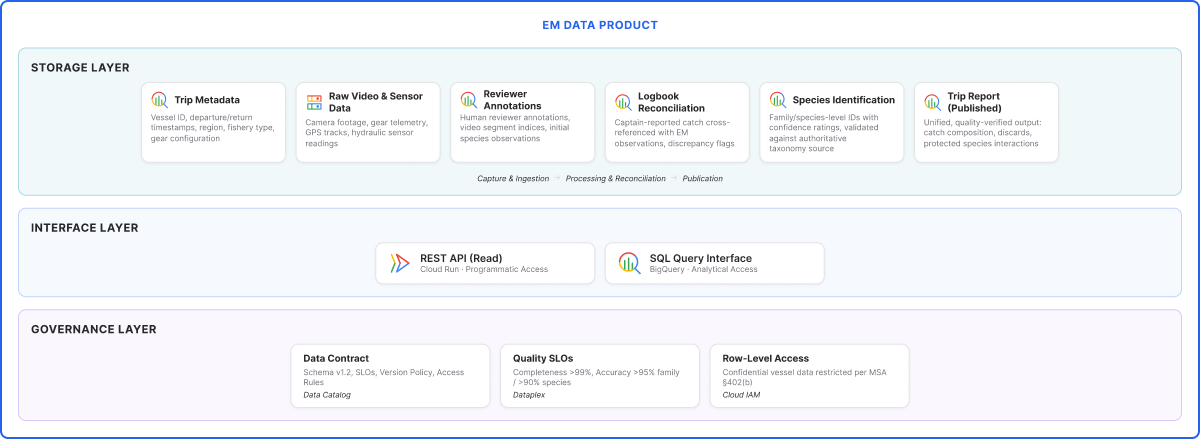 EM DATA PRODUCT
STORAGE LAYER
Trip Metadata
Vessel ID, departure/return
timestamps, region, fishery type,
gear configuration
Raw Video & Sensor
Data
Camera footage, gear telemetry,
GPS tracks, hydraulic sensor
readings
Reviewer
Annotations
Human reviewer annotations,
video segment indices, initial
species observations
Logbook
Reconciliation
Captain-reported catch cross-
referenced with EM
observations, discrepancy flags
Species Identification
Family/species-level IDs with
confidence ratings, validated
against authoritative
taxonomy source
Trip Report
(Published)
Unified, quality-verified output:
catch composition, discards,
protected species interactions
Capture & Ingestion → Processing & Reconciliation → Publication
INTERFACE LAYER
REST API (Read)
Cloud Run · Programmatic Access
SQL Query Interface
BigQuery · Analytical Access
GOVERNANCE LAYER
Data Contract
Schema v1.2, SLOs, Version Policy, Access
Rules
Data Catalog
Quality SLOs
Completeness >99%, Accuracy >95% family
/ >90% species
Dataplex
Row-Level Access
Confidential vessel data restricted per MSA
§402(b)
Cloud IAM